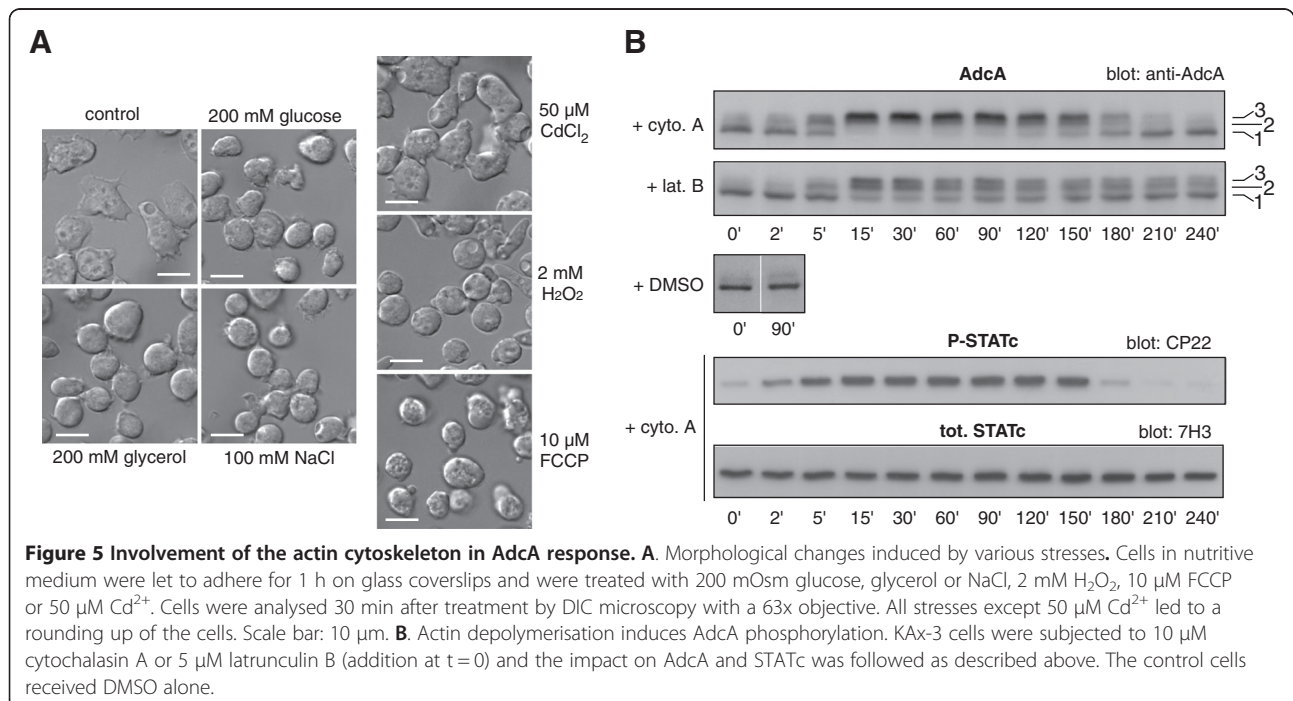 A
control
200 mM glucose
200 mM glycerol
100 mM NaCl
50 µM
CdCl2
2 mM
H2O2
10 µM
FCCP
B
AdcA blot: anti-AdcA
+ cyto. A
3
2
1
+ lat. B
3
2
1
0' 2' 5' 15' 30' 60' 90' 120' 150' 180' 210' 240'
+ DMSO
0' 90'
P-STATc blot: CP22
+ cyto. A
tot. STATc blot: 7H3
0' 2' 5' 15' 30' 60' 90' 120' 150' 180' 210' 240'
Figure 5 Involvement of the actin cytoskeleton in AdcA response. A. Morphological changes induced by various stresses. Cells in nutritive
medium were let to adhere for 1 h on glass coverslips and were treated with 200 mOsm glucose, glycerol or NaCl, 2 mM H2O2, 10 µM FCCP
or 50 µM Cd2+. Cells were analysed 30 min after treatment by DIC microscopy with a 63x objective. All stresses except 50 µM Cd2+ led to a
rounding up of the cells. Scale bar: 10 µm. B. Actin depolymerisation induces AdcA phosphorylation. KAx-3 cells were subjected to 10 µM
cytochalasin A or 5 µM latrunculin B (addition at t = 0) and the impact on AdcA and STATc was followed as described above. The control cells
received DMSO alone.